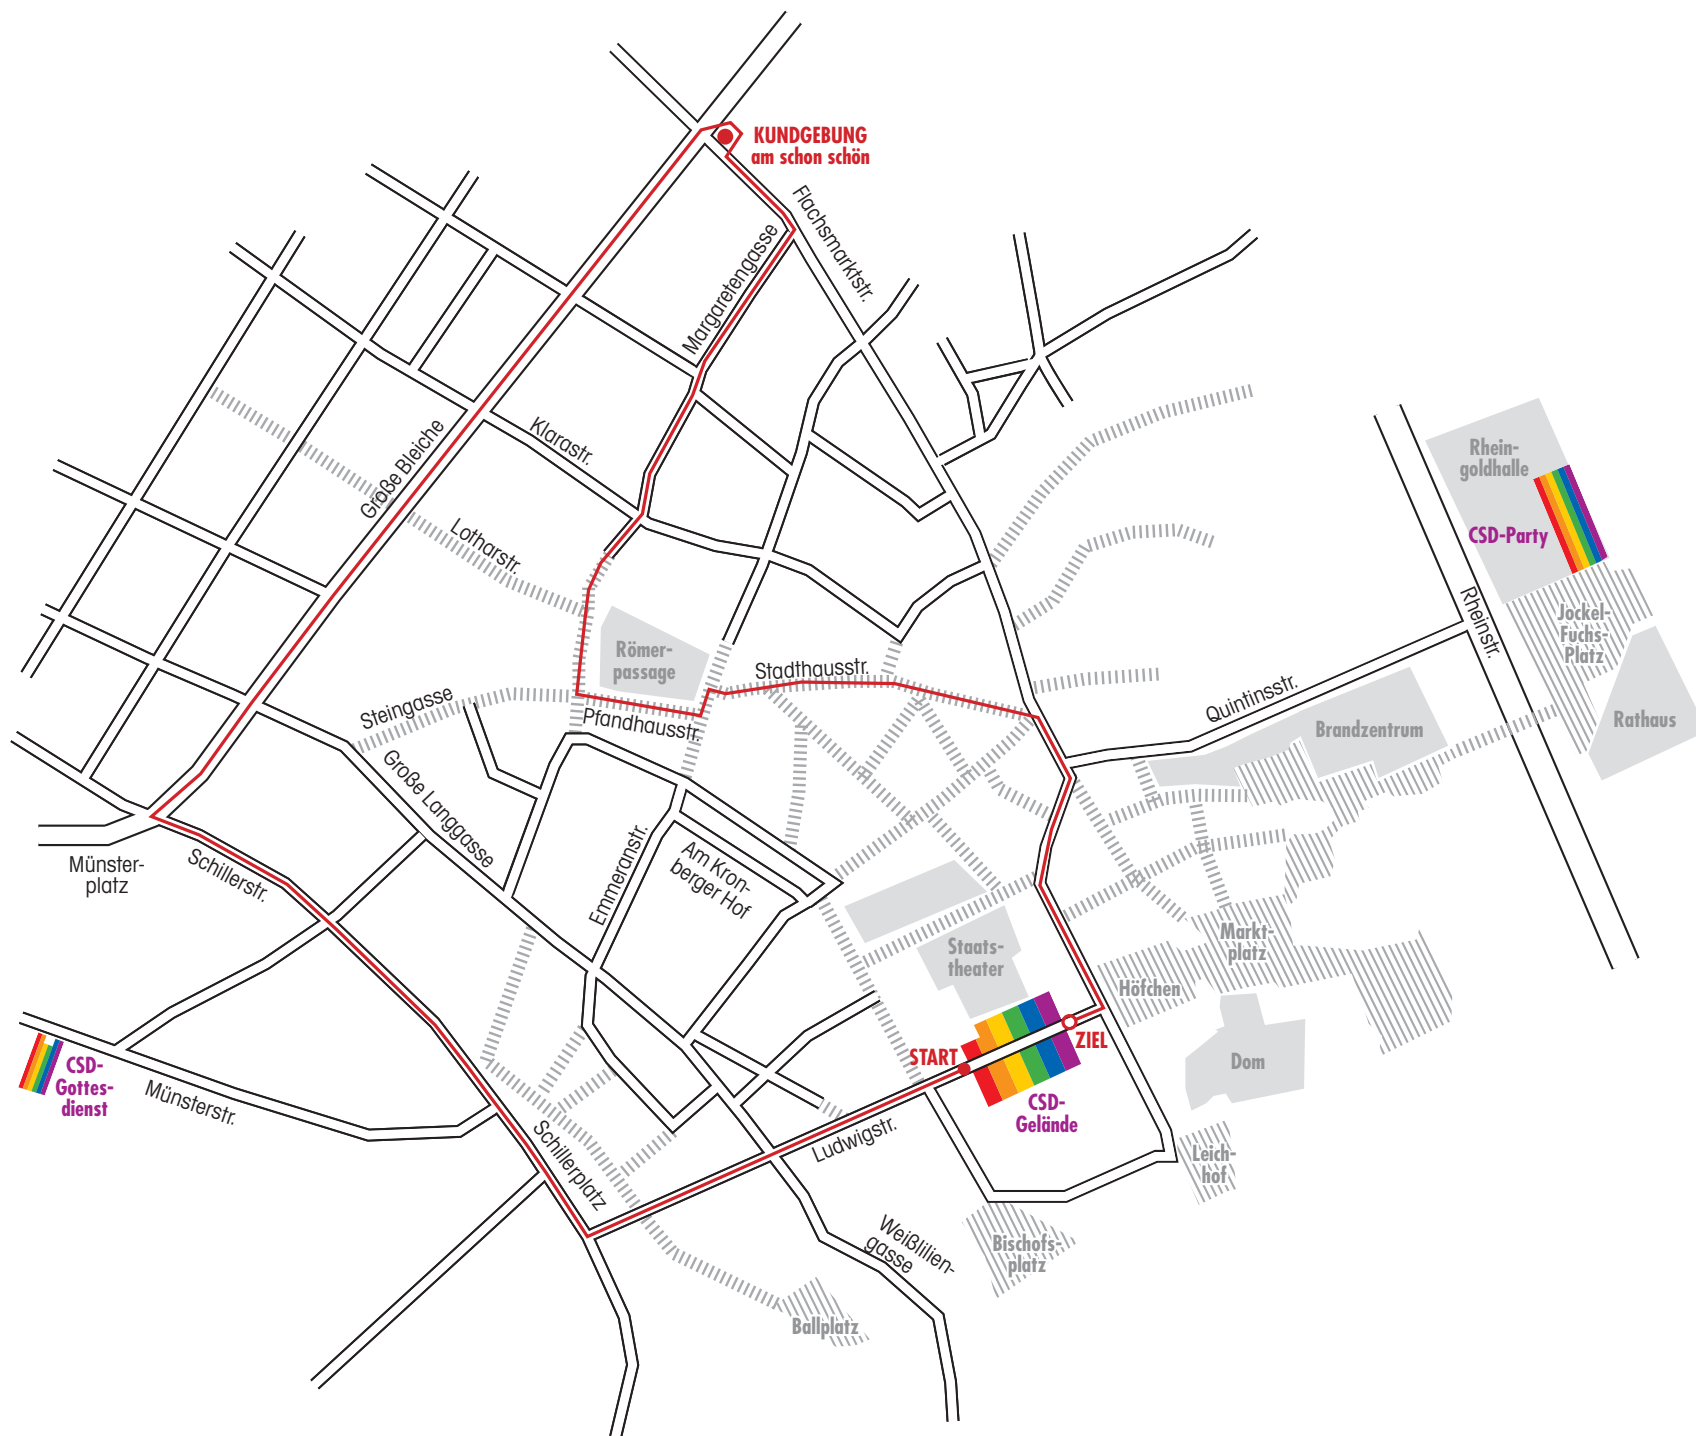 KUNDGEBUNG
am schon schön
Flachsmarktstr.
Margaretengasse
Klarastr.
Große Bleiche
Lotharstr.
Rhein-
goldhalle
CSD-Party
Jockel-
Fuchs-
Platz
Rheinstr.
Rathaus
Römer-
passage
Stadthausstr.
Steingasse
Pfandhausstr.
Quintinsstr.
Brandzentrum
Große Langgasse
Emmeranstr.
Am Kron-
berger Hof
Münster-
platz
Schillerstr.
Staats-
theater
Markt-
platz
Höfchen
Dom
START
ZIEL
CSD-
Gelände
CSD-
Gottes-
dienst
Münsterstr.
Schillerplatz
Ludwigstr.
Leich-
hof
Weißlilien-
gasse
Bischofs-
platz
Ballplatz